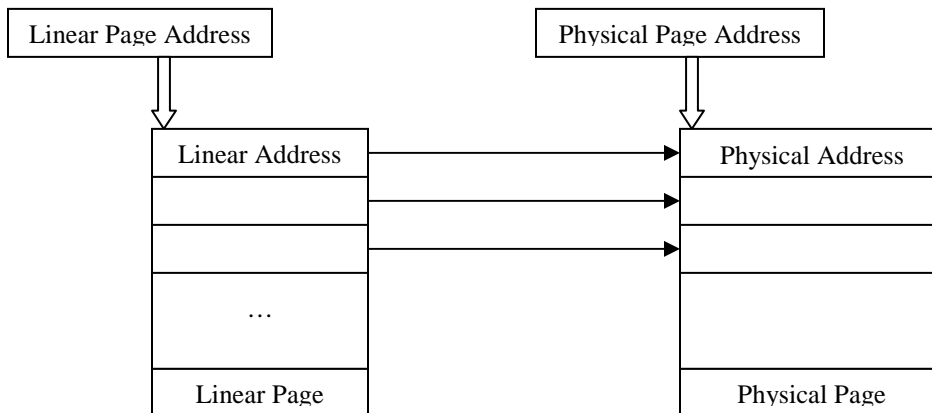 Linear Page Address
Physical Page Address
Linear Address
Physical Address
…
Linear Page
Physical Page